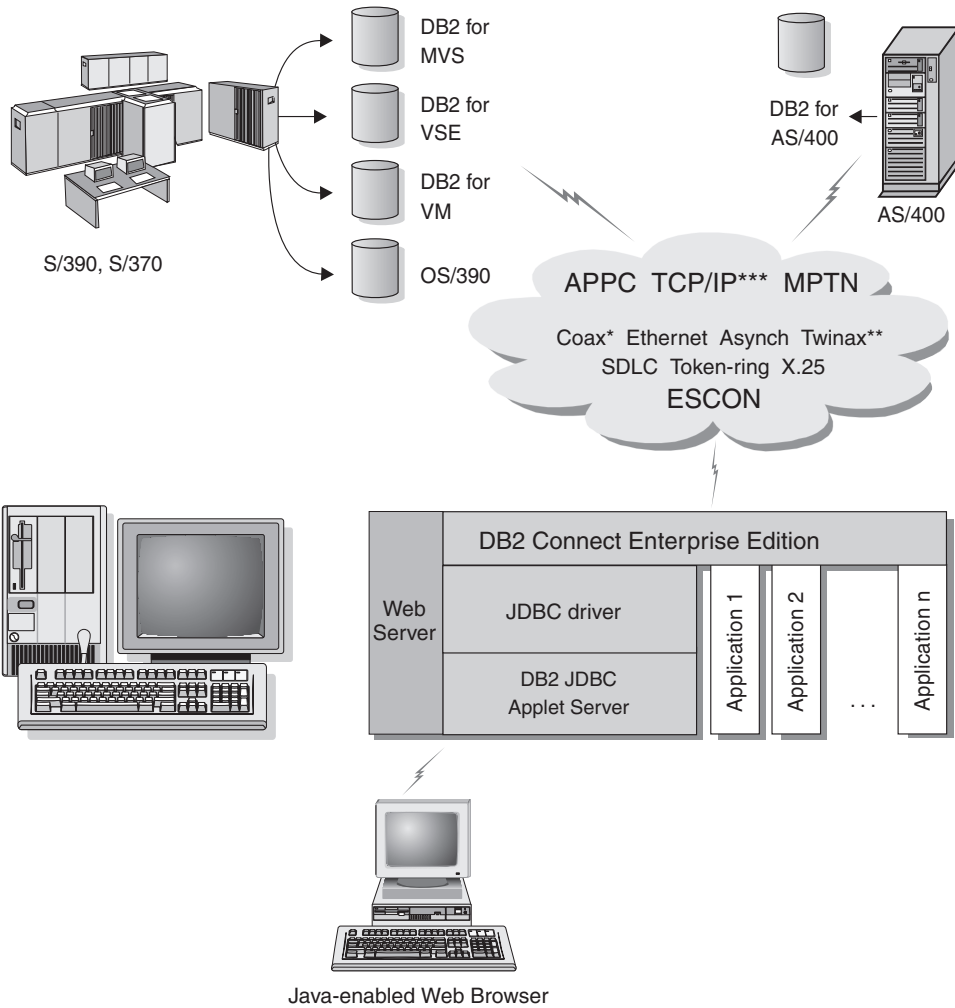 DB2 for
MVS
DB2 for
VSE
DB2 for
VM
OS/390
S/390, S/370
DB2 for
AS/400
AS/400
APPC TCP/IP*** MPTN
Coax* Ethernet Asynch Twinax**
SDLC Token-ring X.25
ESCON
DB2 Connect Enterprise Edition
Web
Server
JDBC driver
DB2 JDBC
Applet Server
Application 1
Application 2
. . .
Application n
Java-enabled Web Browser